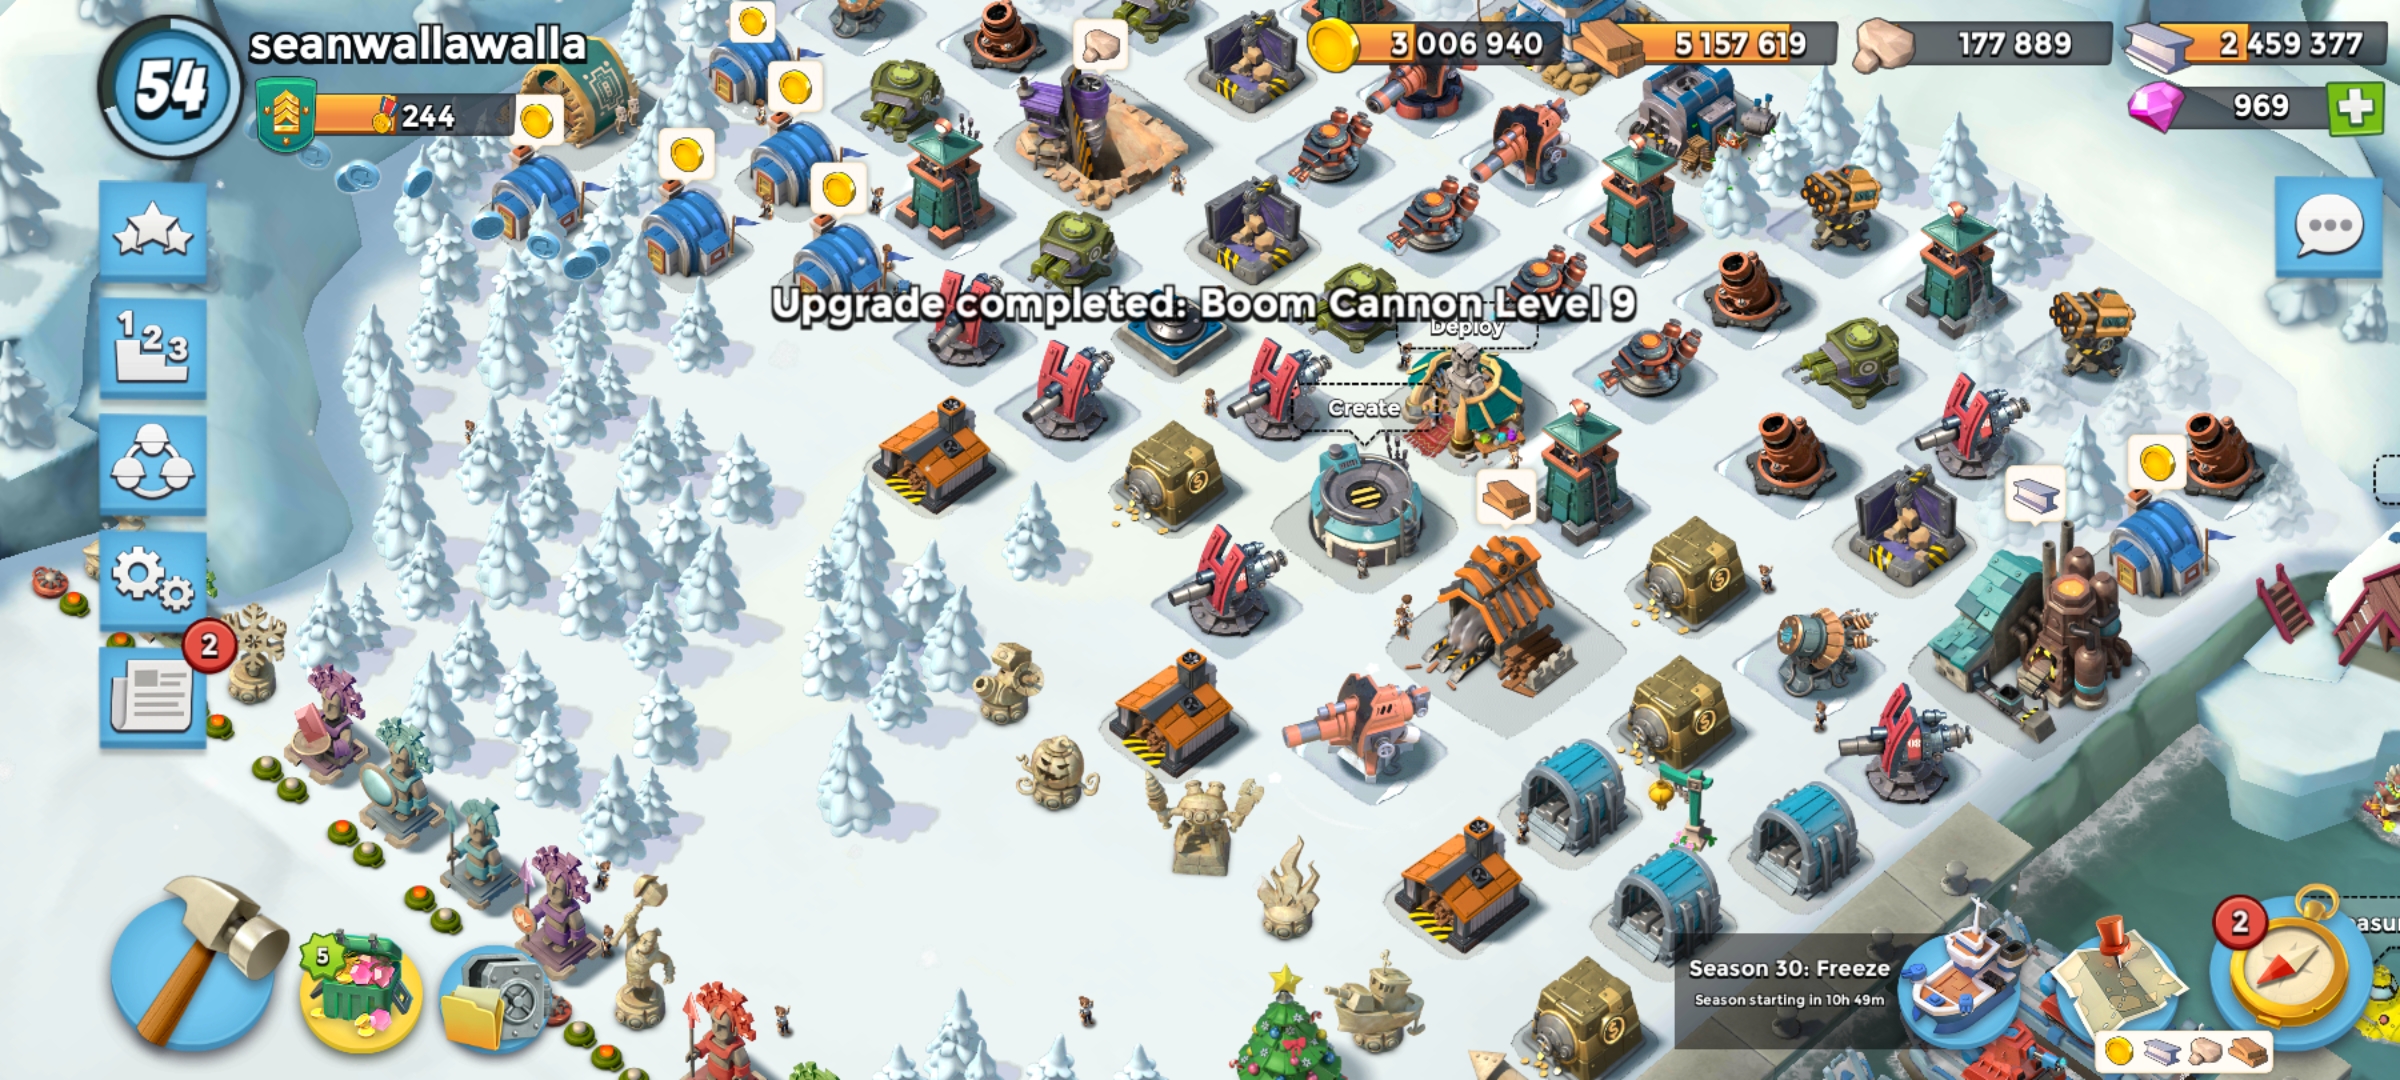 54
seanwallawalla
244
3 006 940
5 157 619
177 889
2 459 377
969
123
Upgrade completed: Boom Cannon Level 9
Deploy
Create
2
5
Season 30: Freeze
Season starting in 10h 49m
2